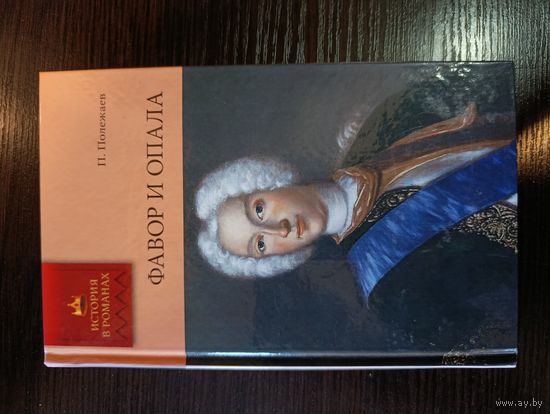 П. Полежаев
ФАВОР И ОПАЛА
ИСТОРИЯ
В РОМАНАХ
www.ay.by